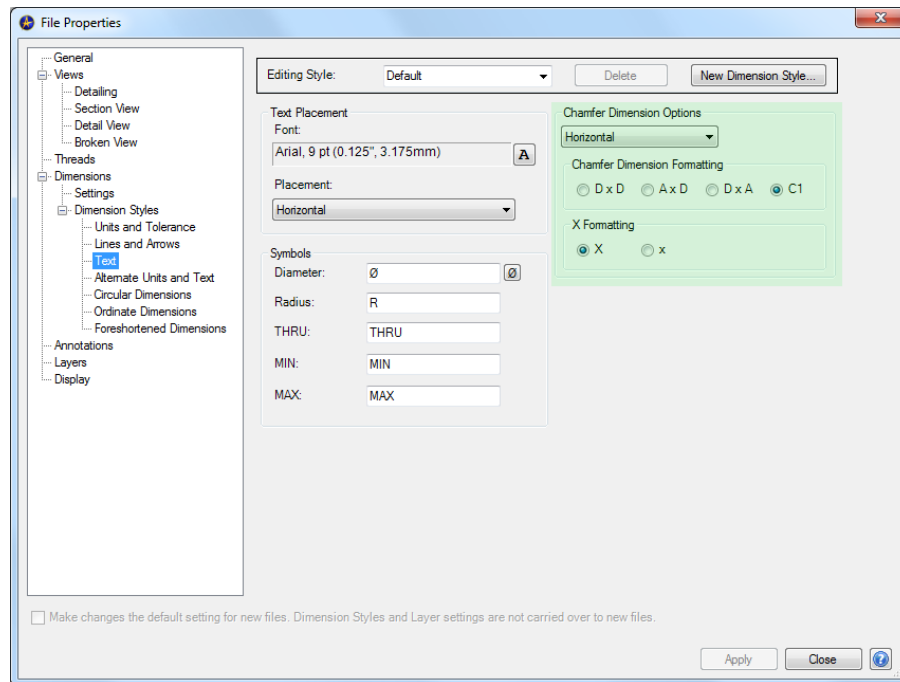 File Properties
General
Views
Detailing
Section View
Detail View
Broken View
Threads
Dimensions
Settings
Dimension Styles
Units and Tolerance
Lines and Arrows
Text
Alternate Units and Text
Circular Dimensions
Ordinate Dimensions
Foreshortened Dimensions
Annotations
Layers
Display
Editing Style: Default Delete New Dimension Style...
Text Placement
Font:
Arial, 9 pt (0.125", 3.175mm) A
Placement:
Horizontal
Symbols
Diameter: Ø Ø
Radius: R
THRU: THRU
MIN: MIN
MAX: MAX
Chamfer Dimension Options
Horizontal
Chamfer Dimension Formatting
D x D A x D D x A C1
X Formatting
X x
Make changes the default setting for new files. Dimension Styles and Layer settings are not carried over to new files.
Apply Close ?